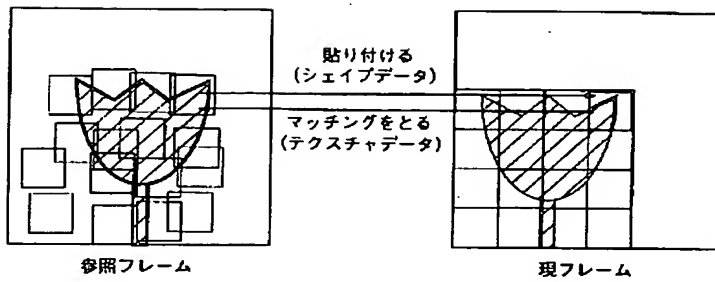 貼り付ける
(シェイプデータ)
マッチングをとる
(テクスチャデータ)
参照フレーム
現フレーム